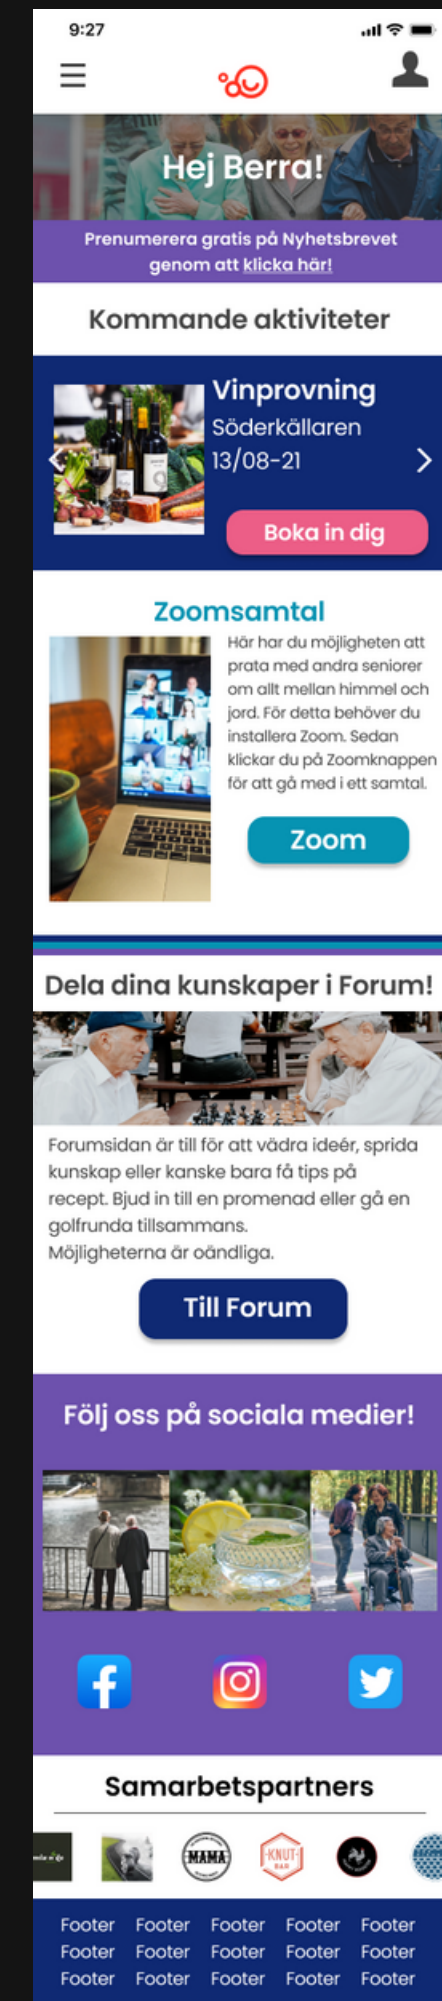 9:27
Hej Berra!
Prenumerera gratis på Nyhetsbrevet
genom att klicka här!
Kommande aktiviteter
Vinprovning
Söderkällaren
13/08-21
Boka in dig
Zoomsamtal
Här har du möjligheten att
prata med andra seniorer
om allt mellan himmel och
jord. För detta behöver du
installera Zoom. Sedan
klickar du på Zoomknappen
för att gå med i ett samtal.
Zoom
Dela dina kunskaper i Forum!
Forumsidan är till för att vädra ideér, sprida
kunskap eller kanske bara få tips på
recept. Bjud in till en promenad eller gå en
golfrunda tillsammans.
Möjligheterna är oändliga.
Till Forum
Följ oss på sociala medier!
Samarbetspartners
MAMA
KNUT
BAR
Footer Footer Footer Footer Footer
Footer Footer Footer Footer Footer
Footer Footer Footer Footer Footer